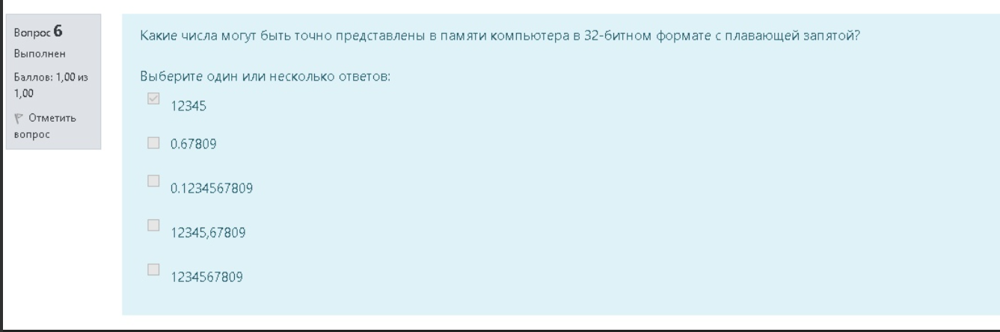 Вопрос 6
Выполнен
Баллов: 1,00 из
1,00
Отметить
вопрос
Какие числа могут быть точно представлены в памяти компьютера в 32-битном формате с плавающей запятой?
Выберите один или несколько ответов:
12345
0.67809
0.1234567809
12345,67809
1234567809